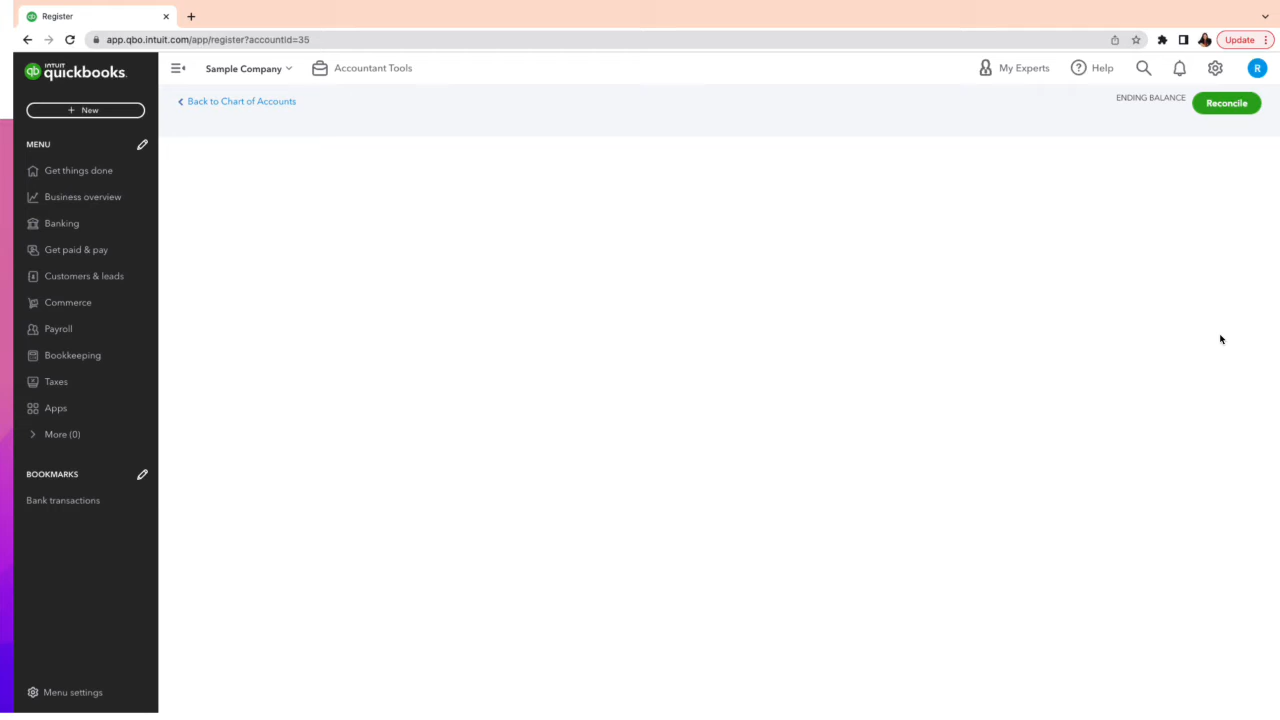 Register
app.qbo.intuit.com/app/register?accountId=35
Update
qb INTUIT quickbooks.
Sample Company
Accountant Tools
My Experts
Help
R
+ New
Back to Chart of Accounts
ENDING BALANCE
Reconcile
MENU
Get things done
Business overview
Banking
Get paid & pay
Customers & leads
Commerce
Payroll
Bookkeeping
Taxes
Apps
More (0)
BOOKMARKS
Bank transactions
Menu settings